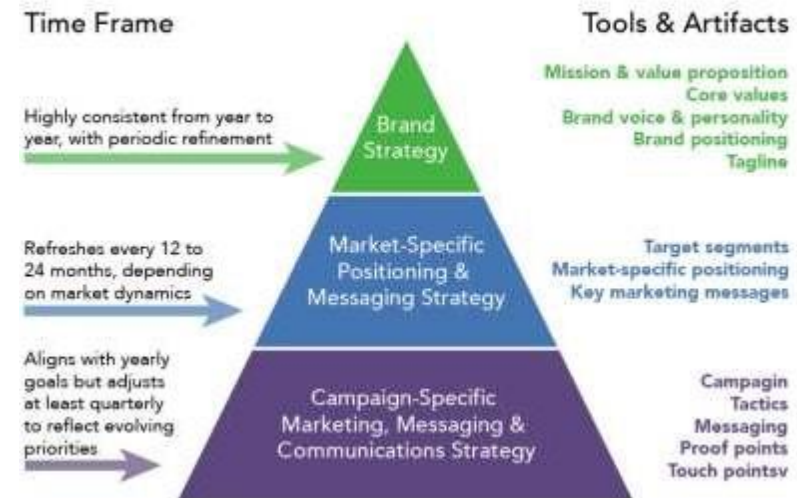 Time Frame
Tools & Artifacts
Highly consistent from year to
year, with periodic refinement
Brand
Strategy
Mission & value proposition
Core values
Brand voice & personality
Brand positioning
Tagline
Refreshes every 12 to
24 months, depending
on market dynamics
Market-Specific
Positioning &
Messaging Strategy
Target segments
Market-specific positioning
Key marketing messages
Aligns with yearly
goals but adjusts
at least quarterly
to reflect evolving
priorities
Campaign-Specific
Marketing, Messaging &
Communications Strategy
Campagin
Tactics
Messaging
Proof points
Touch pointsv